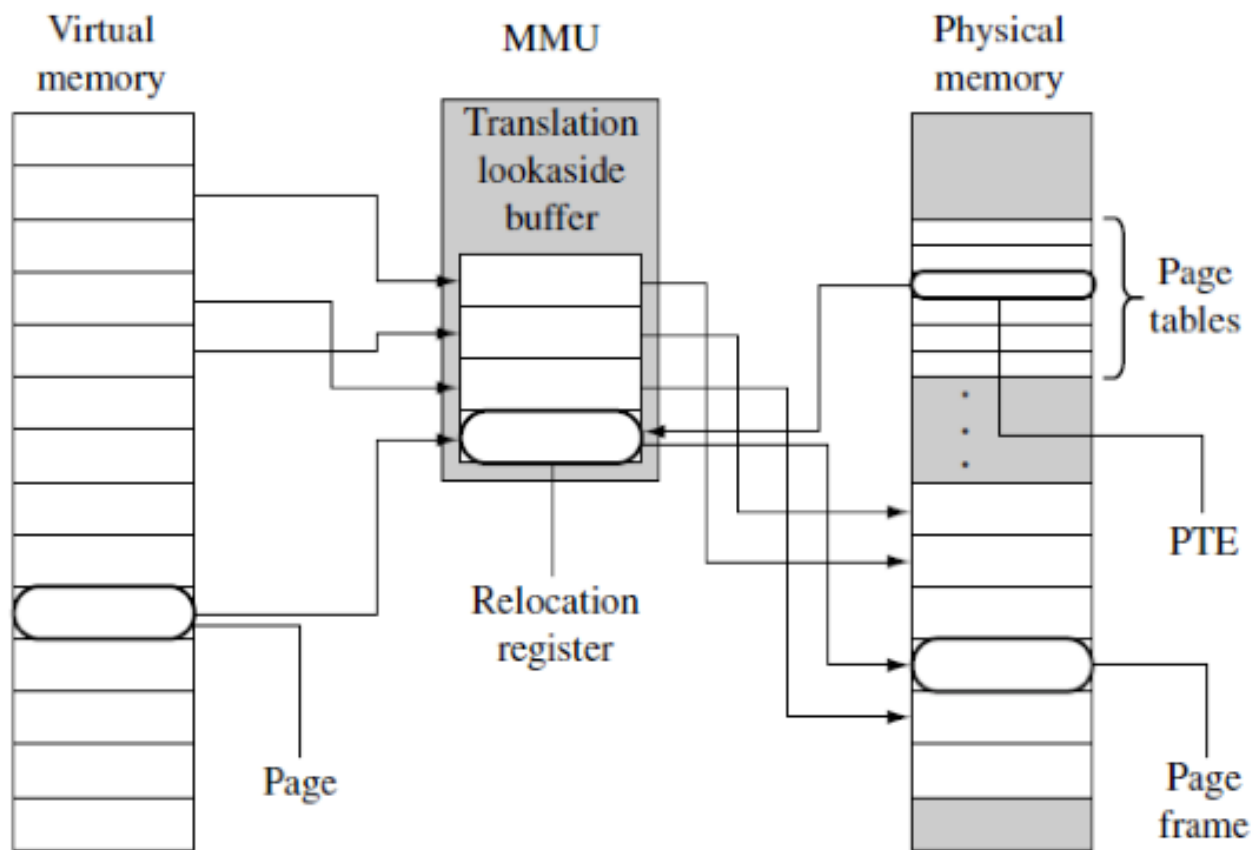 Virtual
memory
MMU
Physical
memory
Translation
lookaside
buffer
Page
tables
PTE
Relocation
register
Page
Page
frame